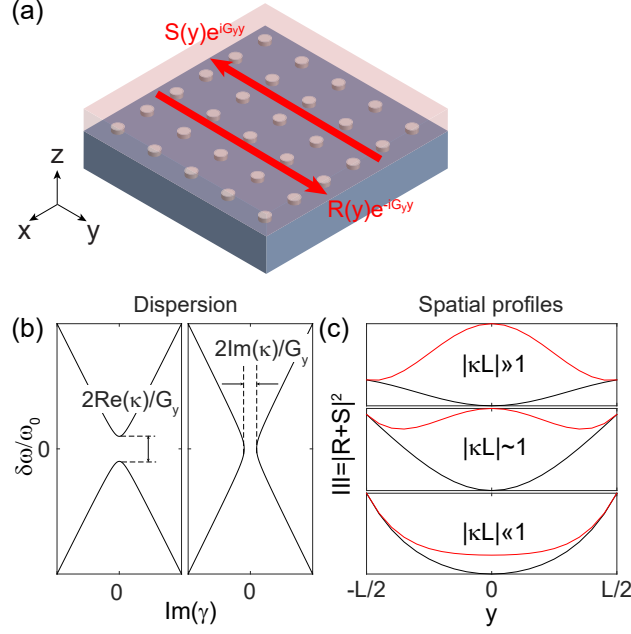 (a)
S(y)e^{iG_y y}
R(y)e^{-iG_y y}
z
x
y
Dispersion
Spatial profiles
(b)
(c)
2Re(κ)/G_y
2Im(κ)/G_y
δω/ω_0
0
0
0
Im(γ)
|I|=|R+S|^2
|κL|»1
|κL|~1
|κL|«1
-L/2
0
L/2
y